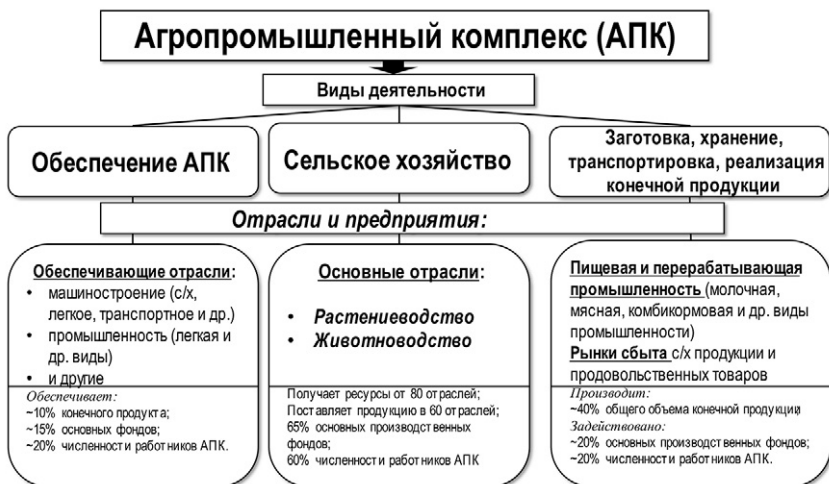 Агропромышленный комплекс (АПК)
Виды деятельности
Обеспечение АПК
Сельское хозяйство
Заготовка, хранение,
транспортировка, реализация
конечной продукции
Отрасли и предприятия:
Обеспечивающие отрасли:
• машиностроение (с/х,
легкое, транспортное и др.)
• промышленность (легкая и
др. виды)
• и другие
Обеспечивает:
~10% конечного продукта;
~15% основных фондов;
~20% численности работников АПК.
Основные отрасли:
• Растениеводство
• Животноводство
Получает ресурсы от 80 отраслей;
Поставляет продукцию в 60 отраслей;
65% основных производственных
фондов;
60% численности работников АПК
Пищевая и перерабатывающая
промышленность (молочная,
мясная, комбикормовая и др. виды
промышленности)
Рынки сбыта с/х продукции и
продовольственных товаров
Производит:
~40% общего объема конечной продукции;
Задействовано:
~20% основных производственных фондов;
~20% численности работников АПК.